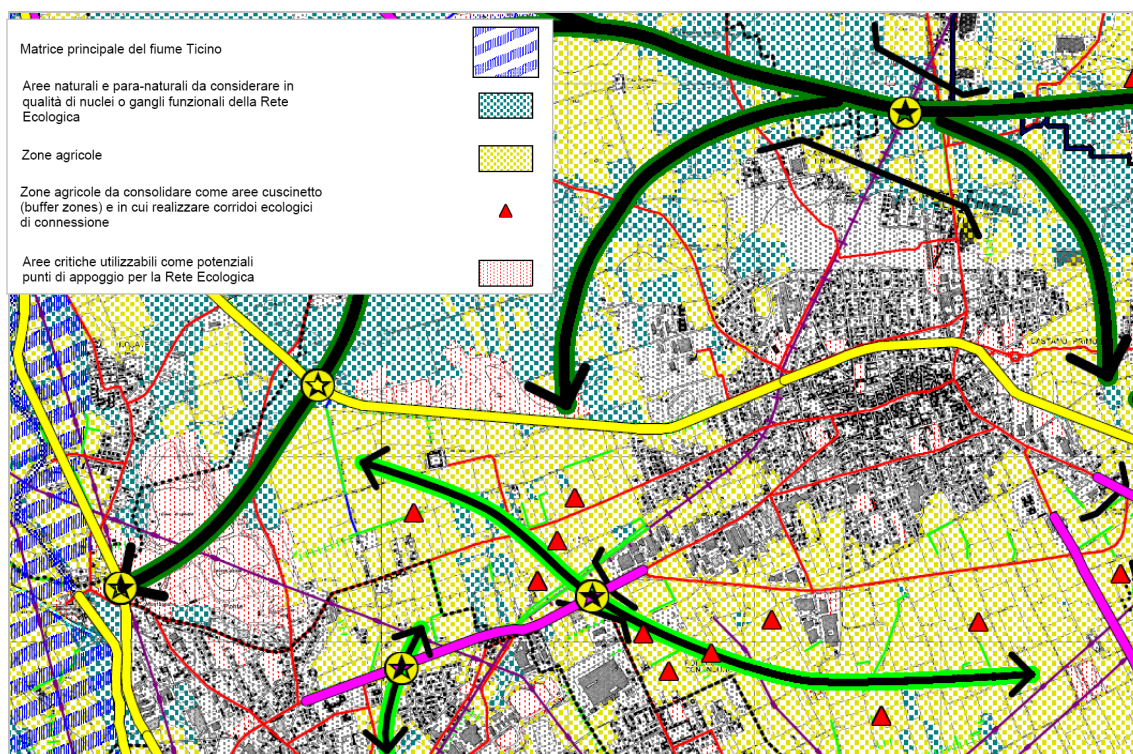 Matrice principale del fiume Ticino
Aree naturali e para-naturali da considerare in
qualità di nuclei o gangli funzionali della Rete
Ecologica
Zone agricole
Zone agricole da consolidare come aree cuscinetto
(buffer zones) e in cui realizzare corridoi ecologici
di connessione
Aree critiche utilizzabili come potenziali
punti di appoggio per la Rete Ecologica
CASTANO PRIMO